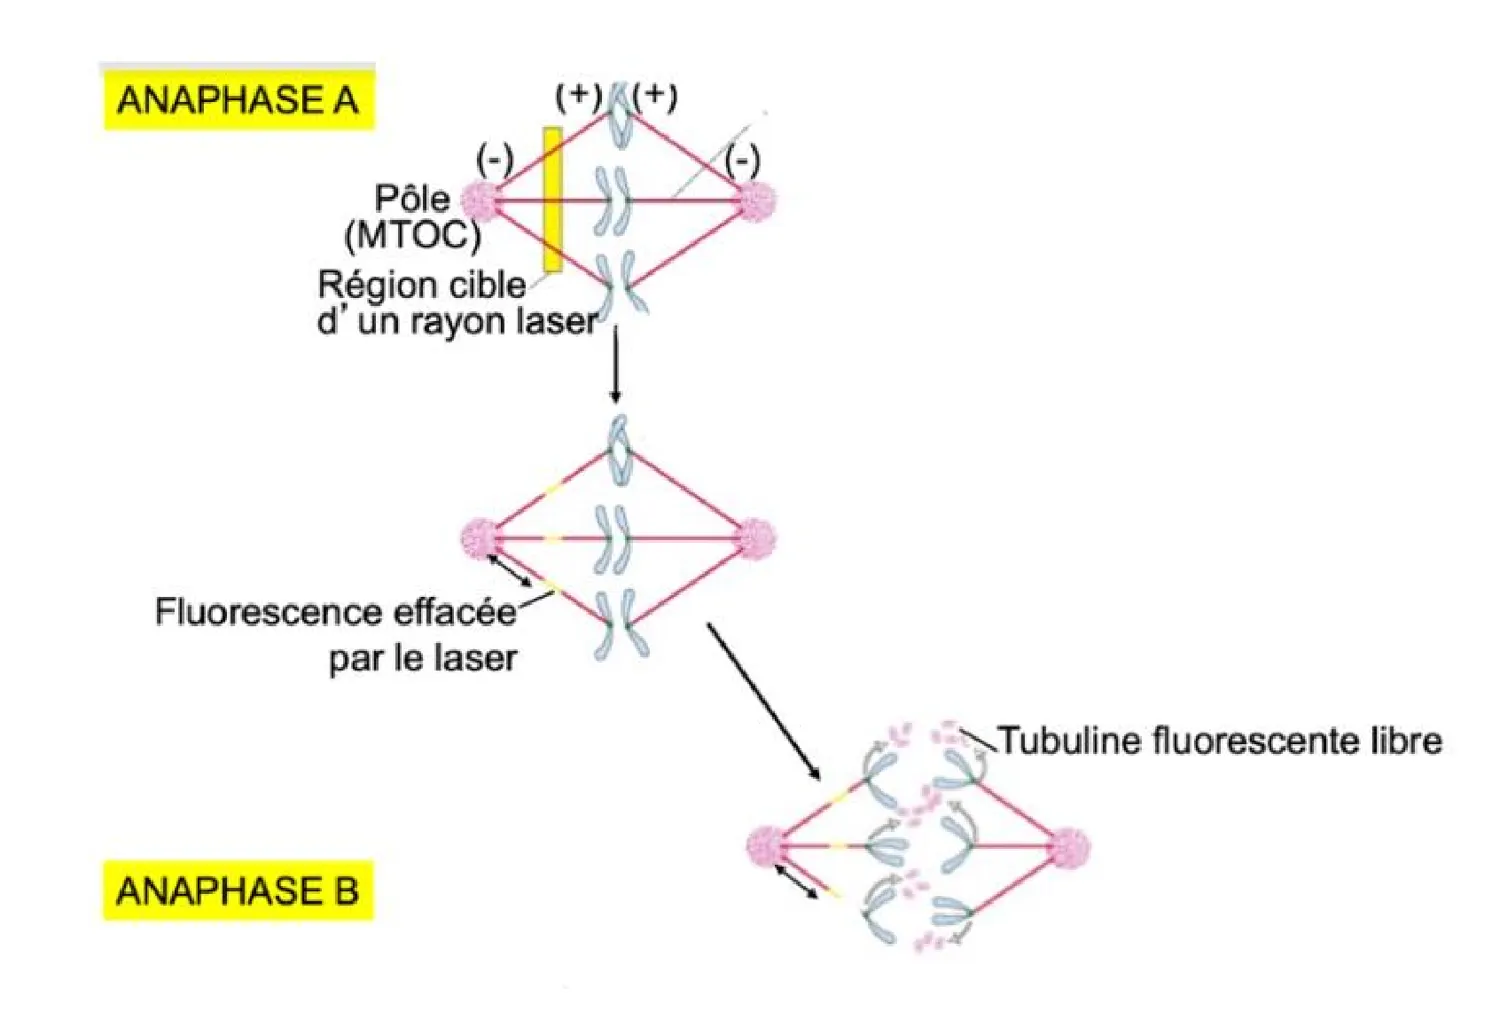 ANAPHASE A
(+) (+)
(-) (-)
Pôle
(MTOC)
Région cible
d’un rayon laser
Fluorescence effacée
par le laser
Tubuline fluorescente libre
ANAPHASE B